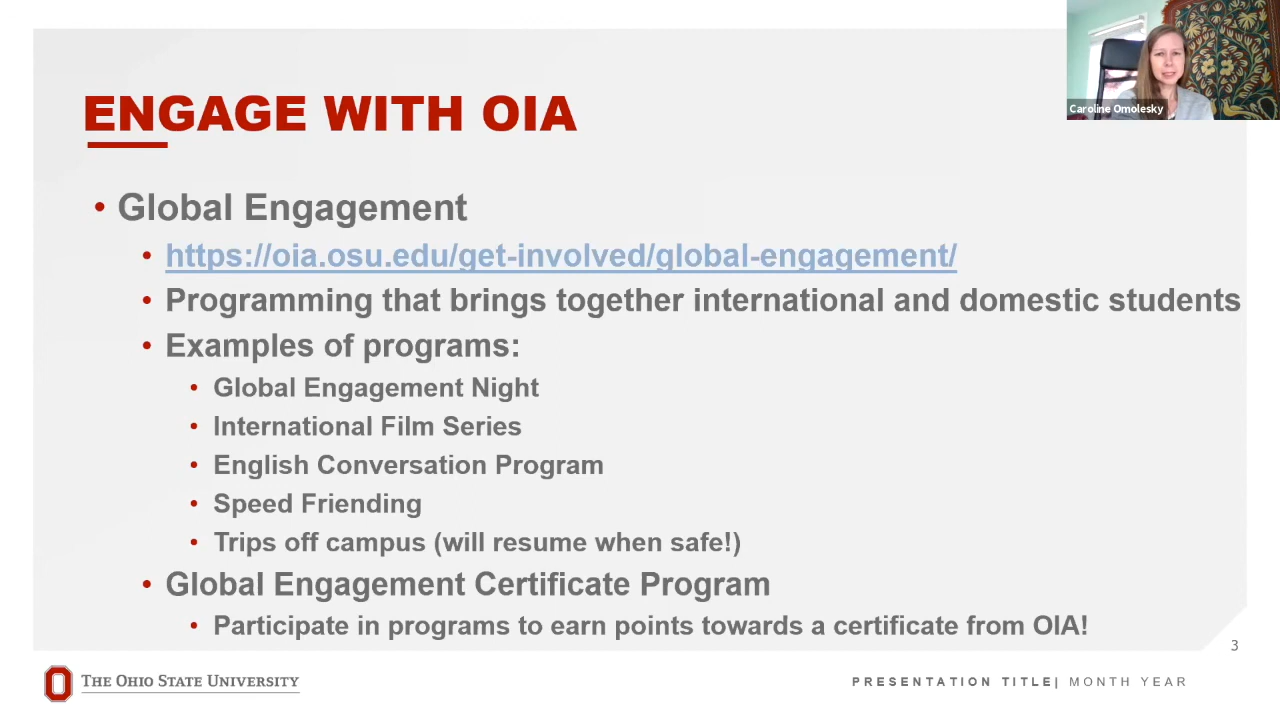 Caroline Omolesky
ENGAGE WITH OIA
• Global Engagement
• https://oia.osu.edu/get-involved/global-engagement/
• Programming that brings together international and domestic students
• Examples of programs:
• Global Engagement Night
• International Film Series
• English Conversation Program
• Speed Friending
• Trips off campus (will resume when safe!)
• Global Engagement Certificate Program
• Participate in programs to earn points towards a certificate from OIA!
3
THE OHIO STATE UNIVERSITY
PRESENTATION TITLE| MONTH YEAR